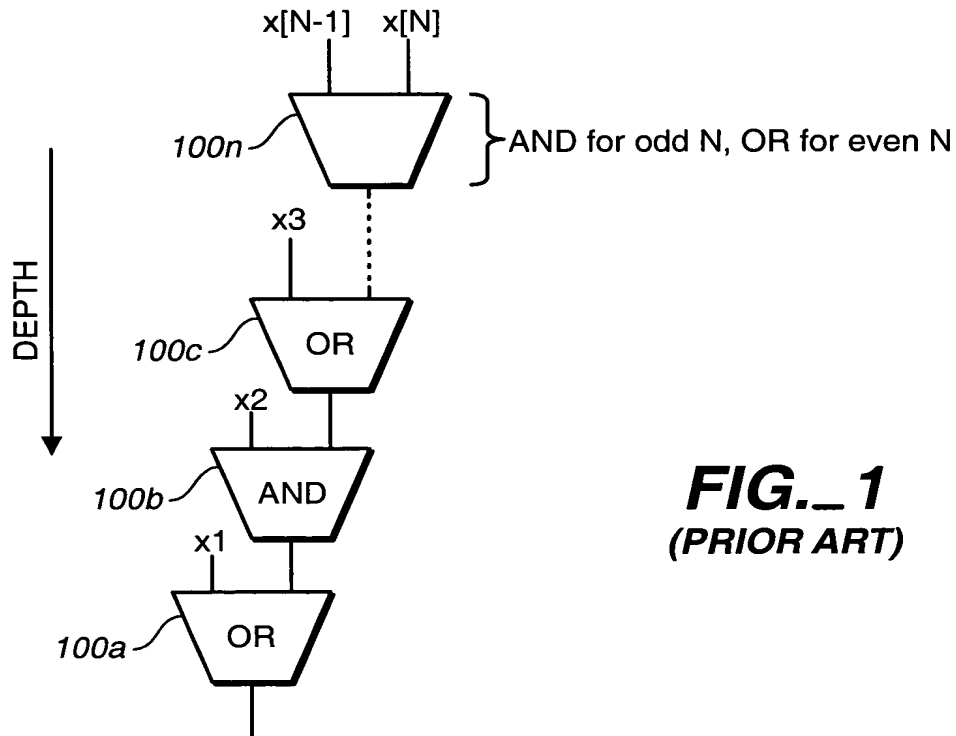 x[N-1] x[N]
100n
AND for odd N, OR for even N
x3
DEPTH
OR
100c
x2
AND
100b
x1
OR
100a
FIG._1
(PRIOR ART)